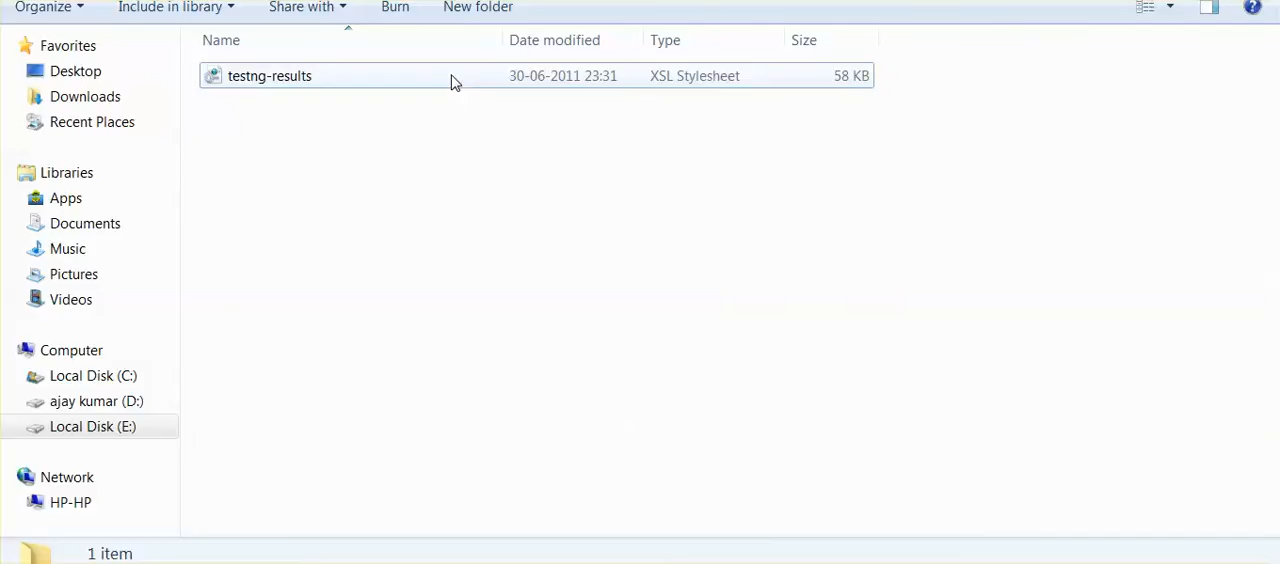 Organize Include in library Share with Burn New folder
Name Date modified Type Size
testng-results 30-06-2011 23:31 XSL Stylesheet 58 KB
Favorites
Desktop
Downloads
Recent Places
Libraries
Apps
Documents
Music
Pictures
Videos
Computer
Local Disk (C:)
ajay kumar (D:)
Local Disk (E:)
Network
HP-HP
1 item